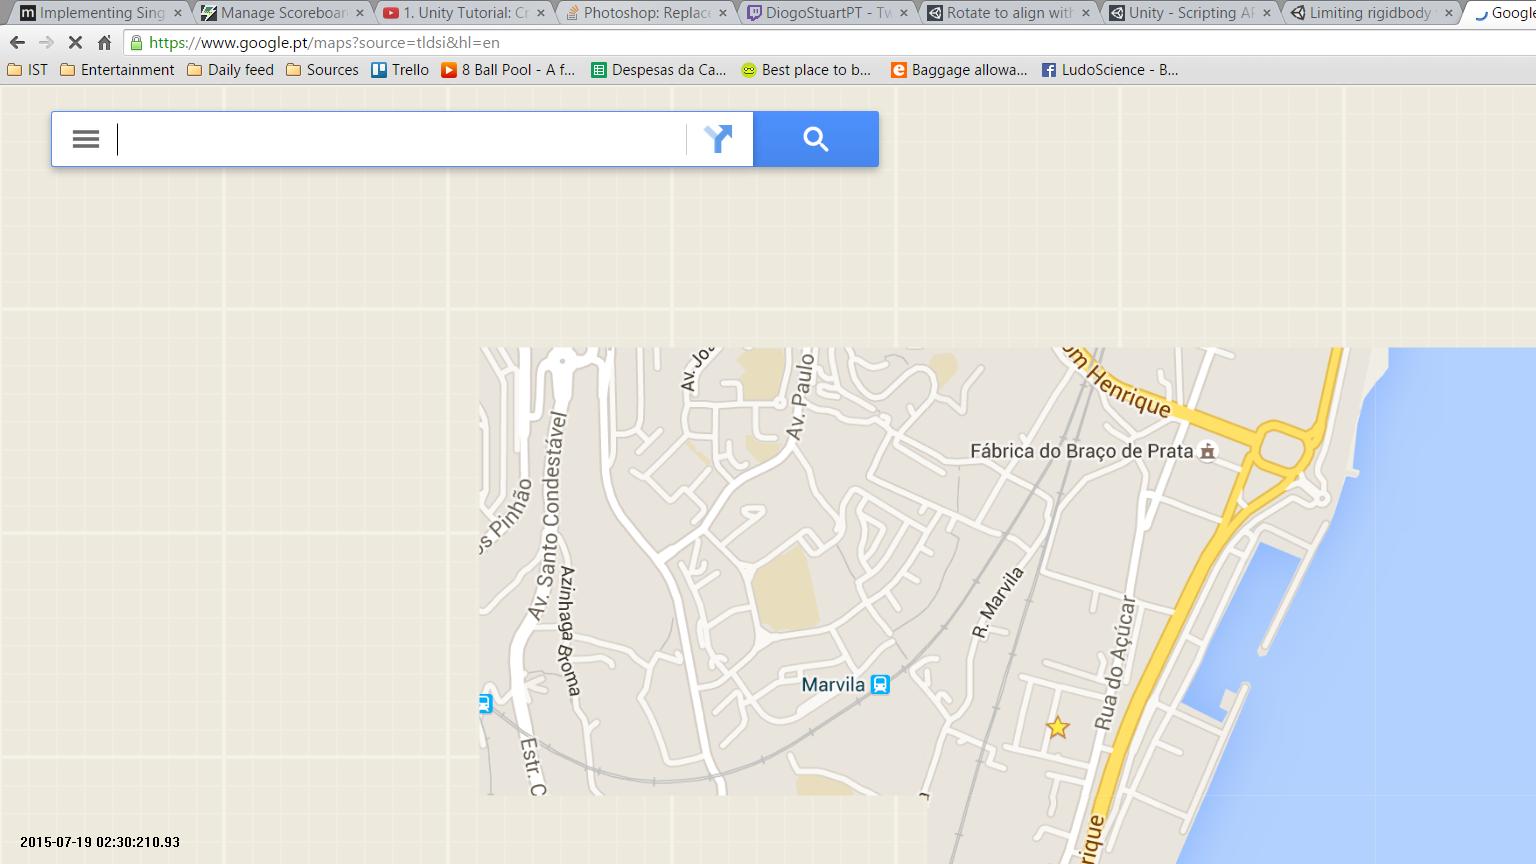 Implementing Sing
Manage Scoreboar
1. Unity Tutorial: Cr
Photoshop: Replace
DiogoStuartPT - Tw
Rotate to align with
Unity - Scripting AP
Limiting rigidbody
Google
https://www.google.pt/maps?source=tldsi&hl=en
IST
Entertainment
Daily feed
Sources
Trello
8 Ball Pool - A f...
Despesas da Ca...
Best place to b...
Baggage allowa...
LudoScience - B...
Av. Joã
Av. Paulo
om Henrique
Fábrica do Braço de Prata
os Pinhão
Av. Santo Condestável
Azinhaga Broma
R. Marvila
Rua do Açúcar
Marvila
Estr. C
rique
2015-07-19 02:30:210.93